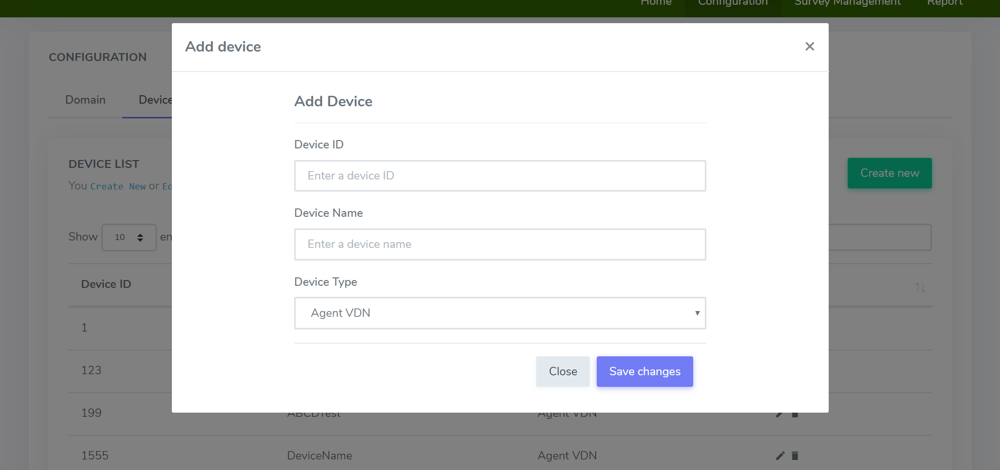 Home Configuration Survey Management Report
Add device
CONFIGURATION
Domain Device
Add Device
Device ID
Enter a device ID
DEVICE LIST
Create new
You Create New or Ed
Device Name
Show 10 en
Enter a device name
Device Type
Device ID
Agent VDN
1
123
Close Save changes
199 ABCDTest Agent VDN
1555 DeviceName Agent VDN